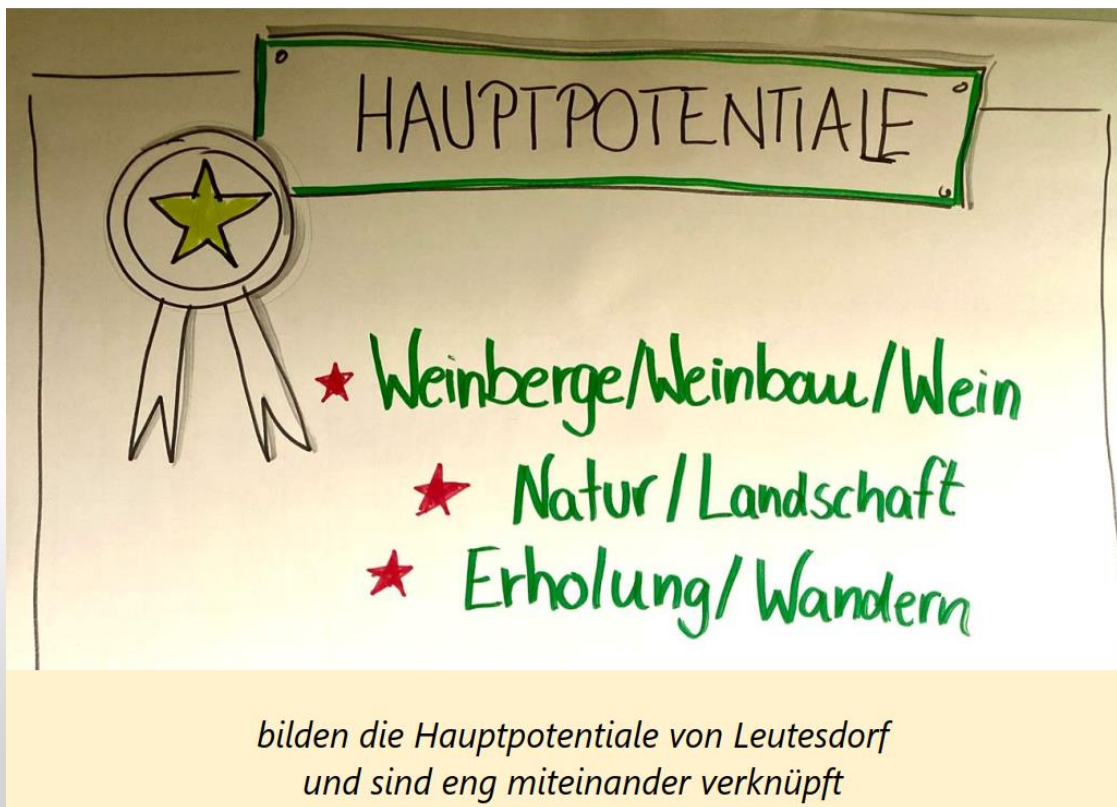 HAUPTPOTENTIALE
Weinberge/Weinbau/Wein
Natur/Landschaft
Erholung/Wandern
bilden die Hauptpotentiale von Leutesdorf
und sind eng miteinander verknüpft